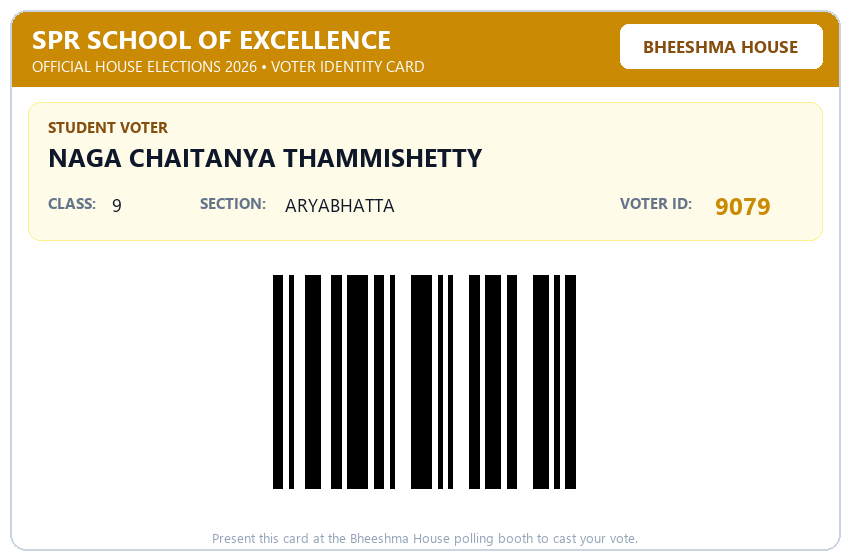 SPR SCHOOL OF EXCELLENCE
OFFICIAL HOUSE ELECTIONS 2026 • VOTER IDENTITY CARD
BHEESHMA HOUSE
STUDENT VOTER
NAGA CHAITANYA THAMMISHETTY
CLASS: 9 SECTION: ARYABHATTA VOTER ID: 9079
Present this card at the Bheeshma House polling booth to cast your vote.